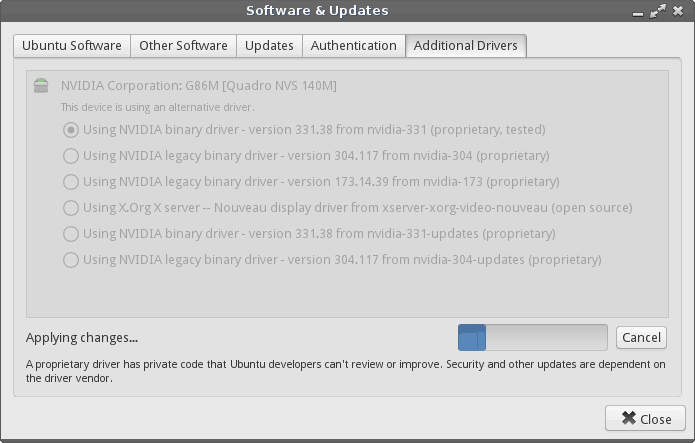 Software & Updates
Ubuntu Software
Other Software
Updates
Authentication
Additional Drivers
NVIDIA Corporation: G86M [Quadro NVS 140M]
This device is using an alternative driver.
Using NVIDIA binary driver - version 331.38 from nvidia-331 (proprietary, tested)
Using NVIDIA legacy binary driver - version 304.117 from nvidia-304 (proprietary)
Using NVIDIA legacy binary driver - version 173.14.39 from nvidia-173 (proprietary)
Using X.Org X server -- Nouveau display driver from xserver-xorg-video-nouveau (open source)
Using NVIDIA binary driver - version 331.38 from nvidia-331-updates (proprietary)
Using NVIDIA legacy binary driver - version 304.117 from nvidia-304-updates (proprietary)
Applying changes...
Cancel
A proprietary driver has private code that Ubuntu developers can't review or improve. Security and other updates are dependent on
the driver vendor.
Close